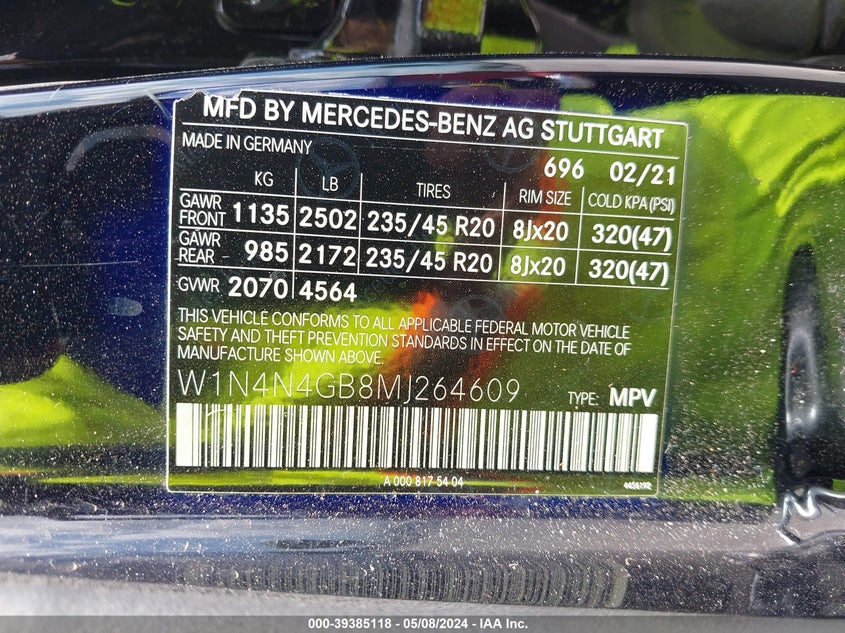 MFD BY MERCEDES-BENZ AG STUTTGART
MADE IN GERMANY 696 02/21
KG LB TIRES RIM SIZE COLD KPA (PSI)
GAWR FRONT 1135 2502 235/45 R20 8Jx20 320(47)
GAWR REAR 985 2172 235/45 R20 8Jx20 320(47)
GVWR 2070 4564
THIS VEHICLE CONFORMS TO ALL APPLICABLE FEDERAL MOTOR VEHICLE
SAFETY AND THEFT PREVENTION STANDARDS IN EFFECT ON THE DATE OF
MANUFACTURE SHOWN ABOVE.
W1N4N4GB8MJ264609 TYPE: MPV
A 000 817 54 04 4456192
000-39385118 - 05/08/2024 - IAA Inc.